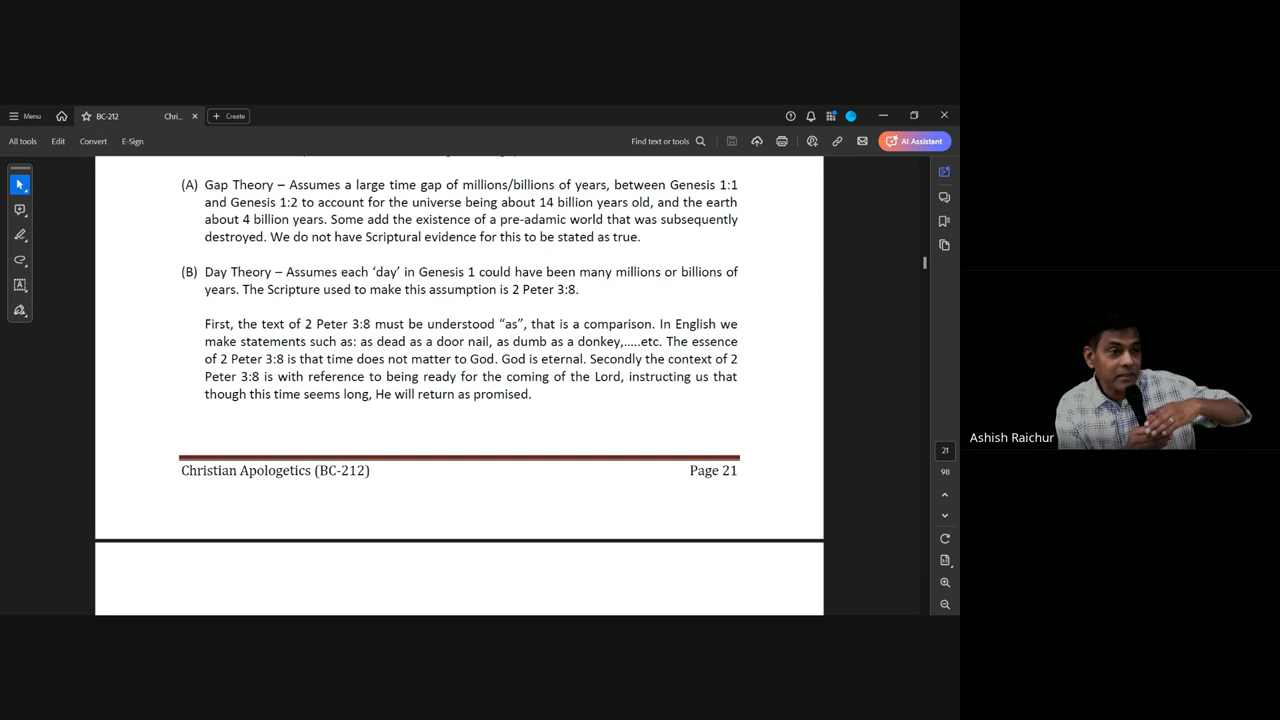 Menu
BC-212 Chri...
Create
All tools Edit Convert E-Sign
Find text or tools
AI Assistant
(A) Gap Theory – Assumes a large time gap of millions/billions of years, between Genesis 1:1
and Genesis 1:2 to account for the universe being about 14 billion years old, and the earth
about 4 billion years. Some add the existence of a pre-adamic world that was subsequently
destroyed. We do not have Scriptural evidence for this to be stated as true.
(B) Day Theory – Assumes each ‘day’ in Genesis 1 could have been many millions or billions of
years. The Scripture used to make this assumption is 2 Peter 3:8.
First, the text of 2 Peter 3:8 must be understood “as”, that is a comparison. In English we
make statements such as: as dead as a door nail, as dumb as a donkey,.....etc. The essence
of 2 Peter 3:8 is that time does not matter to God. God is eternal. Secondly the context of 2
Peter 3:8 is with reference to being ready for the coming of the Lord, instructing us that
though this time seems long, He will return as promised.
Christian Apologetics (BC-212) Page 21
21
98
Ashish Raichur